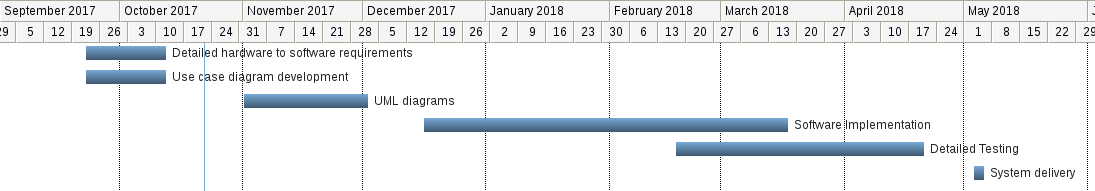 September 2017 October 2017 November 2017 December 2017 January 2018 February 2018 March 2018 April 2018 May 2018 J
29 5 12 19 26 3 10 17 24 31 7 14 21 28 5 12 19 26 2 9 16 23 30 6 13 20 27 6 13 20 27 3 10 17 24 1 8 15 22 29
Detailed hardware to software requirements
Use case diagram development
UML diagrams
Software Implementation
Detailed Testing
System delivery